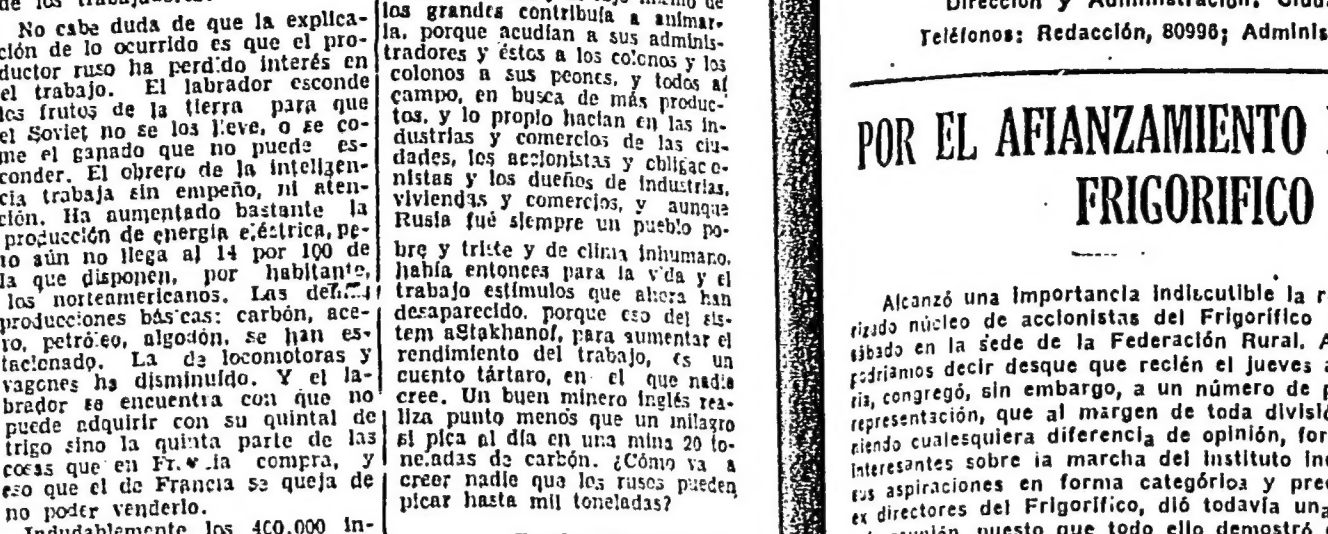 de los
No cabe duda de que la explica-
ción de lo ocurrido es que el pro-
ductor ruso ha perdido interés en
el trabajo. El labrador esconde
los frutos de la tierra para que
el Soviet no se los lleve, o se co-
me el ganado que no puede es-
conder. El obrero de la inteligen-
cia trabaja sin empeño, ni aten-
ción. Ha aumentado bastante la
producción de energía eléctrica, pe-
ro aún no llega al 14 por 100 de
la que disponen, por habitante,
los norteamericanos. Las demás
producciones básicas: carbón, ace-
ro, petróleo, algodón, se han es-
tacionado. La de locomotoras y
vagones ha disminuído. Y el la-
brador se encuentra con que no
puede adquirir con su quintal de
trigo sino la quinta parte de las
cosas que en compra, y
eso que el de Francia se queja de
no poder venderlo.
Indudablemente los 400.000 in-
los grandes contribuía a animar-
la, porque acudían a sus adminis-
tradores y éstos a los colonos y los
colonos a sus peones, y todos al
campo, en busca de más produc-
tos, y lo propio hacían en las in-
dustrias y comercios de las ciu-
dades, los accionistas y obligacio-
nistas y los dueños de industrias,
viviendas y comercios, y aunque
Rusia fué siempre un pueblo po-
bre y triste y de clima inhumano,
había entonces para la vida y el
trabajo estímulos que ahora han
desaparecido, porque eso del sis-
tem aStakhanof, para aumentar el
rendimiento del trabajo, es un
cuento tártaro, en el que nadie
cree. Un buen minero inglés rea-
liza punto menos que un milagro
si pica al día en una mina 20 to-
neladas de carbón. ¿Cómo va a
creer nadie que los rusos pueden
picar hasta mil toneladas?
Dirección y Administración:
Teléfonos: Redacción, 80996; Adminis
POR EL AFIANZAMIENTO
FRIGORIFICO
Alcanzó una importancia indiscutible la r
rizado núcleo de accionistas del Frigorífico
sábado en la sede de la Federación Rural. A
podríamos decir desque que recién el jueves a
ria, congregó, sin embargo, a un número de p
representación, que al margen de toda divisió
niendo cualesquiera diferencia de opinión, for
interesantes sobre la marcha del Instituto inc
sus aspiraciones en forma categórica y prec
ex directores del Frigorífico, dió todavía una
puesto que todo ello demostró